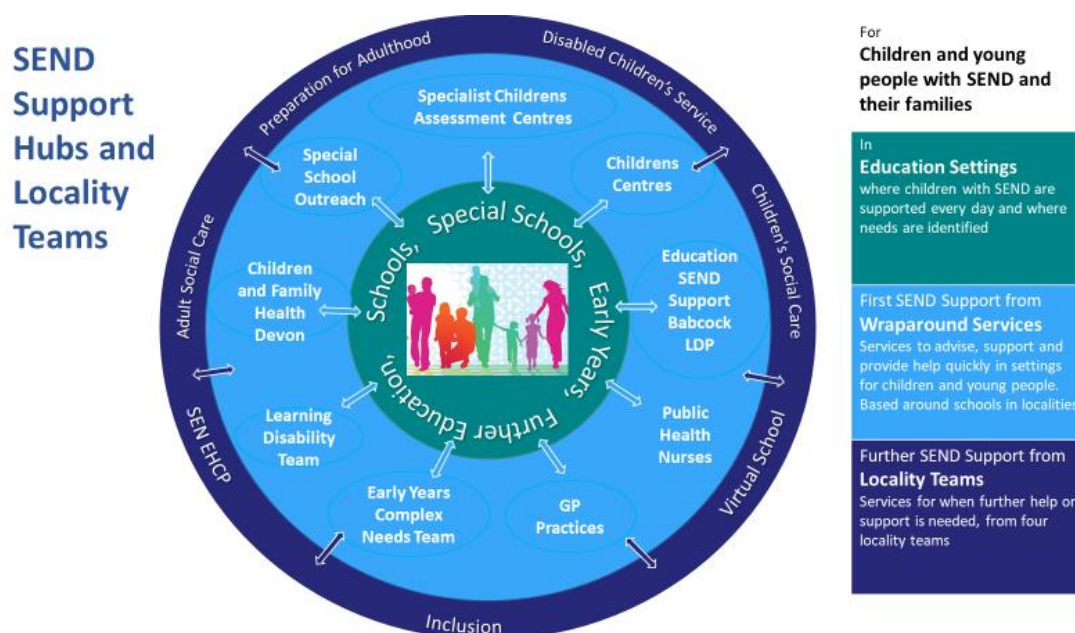 SEND
Support
Hubs and
Locality
Teams
Preparation for Adulthood
Disabled Children's Service
Children's Social Care
Virtual School
Inclusion
SEN EHCP
Adult Social Care
Specialist Childrens
Assessment Centres
Childrens
Centres
Education
SEND
Support
Babcock
LDP
Public
Health
Nurses
GP
Practices
Early Years
Complex
Needs Team
Learning
Disability
Team
Children
and Family
Health
Devon
Special
School
Outreach
Schools, Special Schools, Early Years, Further Education,
For
Children and young
people with SEND and
their families
In
Education Settings
where children with SEND are
supported every day and where
needs are identified
First SEND Support from
Wraparound Services
Services to advise, support and
provide help quickly in settings
for children and young people.
Based around schools in localities
Further SEND Support from
Locality Teams
Services for when further help or
support is needed, from four
locality teams